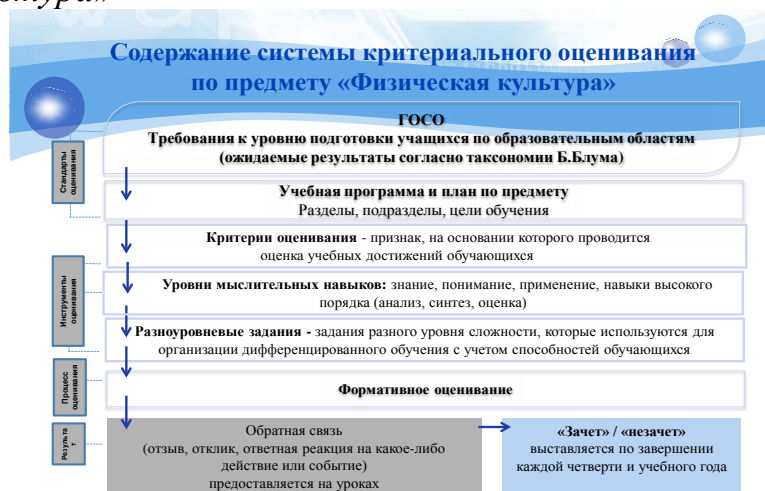 Содержание системы критериального оценивания
по предмету «Физическая культура»
ГОСО
Требования к уровню подготовки учащихся по образовательным областям
(ожидаемые результаты согласно таксономии Б.Блума)
Стандарты
оценивания
Учебная программа и план по предмету
Разделы, подразделы, цели обучения
Критерии оценивания - признак, на основании которого проводится
оценка учебных достижений обучающихся
Инструменты
оценивания
Уровни мыслительных навыков: знание, понимание, применение, навыки высокого
порядка (анализ, синтез, оценка)
Разноуровневые задания - задания разного уровня сложности, которые используются для
организации дифференцированного обучения с учетом способностей обучающихся
Процесс
оценивания
Формативное оценивание
Результа
т
Обратная связь
(отзыв, отклик, ответная реакция на какое-либо
действие или событие)
предоставляется на уроках
«Зачет» / «незачет»
выставляется по завершении
каждой четверти и учебного года